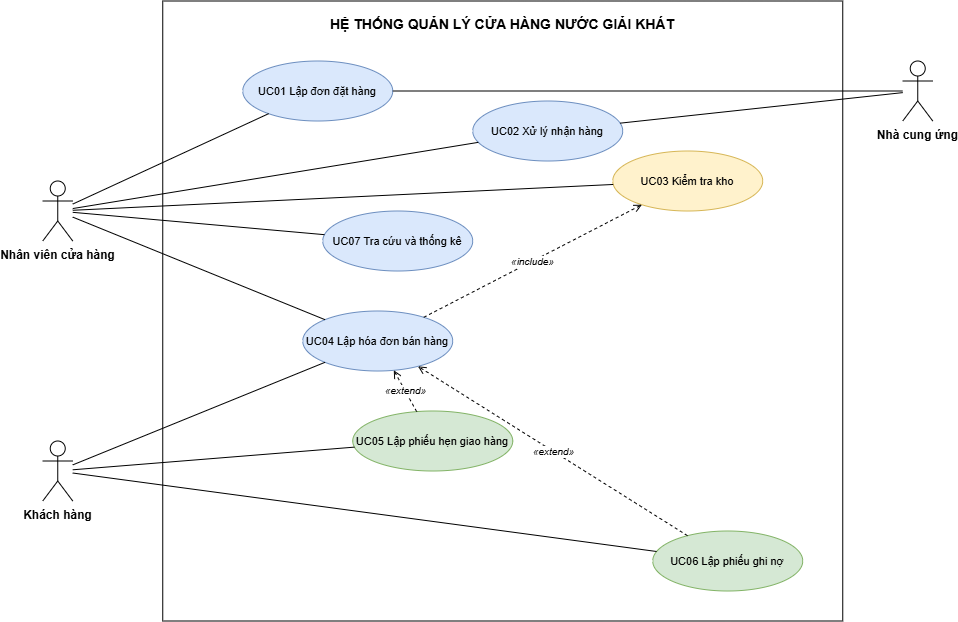 HỆ THỐNG QUẢN LÝ CỬA HÀNG NƯỚC GIẢI KHÁT
UC01 Lập đơn đặt hàng
Nhà cung ứng
UC02 Xử lý nhận hàng
UC03 Kiểm tra kho
Nhân viên cửa hàng
UC07 Tra cứu và thống kê
«include»
UC04 Lập hóa đơn bán hàng
«extend»
UC05 Lập phiếu hẹn giao hàng
«extend»
Khách hàng
UC06 Lập phiếu ghi nợ